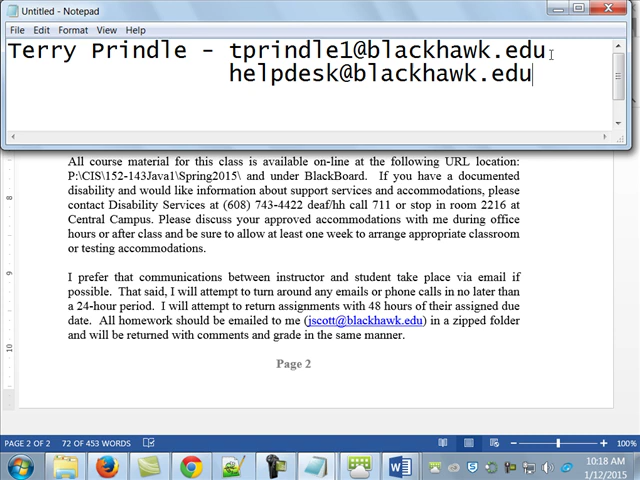 Untitled - Notepad
File Edit Format View Help
Terry Prindle - tprindle1@blackhawk.edu
helpdesk@blackhawk.edu
All course material for this class is available on-line at the following URL location:
P:\CIS\152-143Java1\Spring2015\ and under BlackBoard. If you have a documented
disability and would like information about support services and accommodations, please
contact Disability Services at (608) 743-4422 deaf/hh call 711 or stop in room 2216 at
Central Campus. Please discuss your approved accommodations with me during office
hours or after class and be sure to allow at least one week to arrange appropriate classroom
or testing accommodations.
I prefer that communications between instructor and student take place via email if
possible. That said, I will attempt to turn around any emails or phone calls in no later than
a 24-hour period. I will attempt to return assignments with 48 hours of their assigned due
date. All homework should be emailed to me (jscott@blackhawk.edu) in a zipped folder
and will be returned with comments and grade in the same manner.
Page 2
8
9
10
PAGE 2 OF 2 72 OF 453 WORDS 100%
10:18 AM
1/12/2015